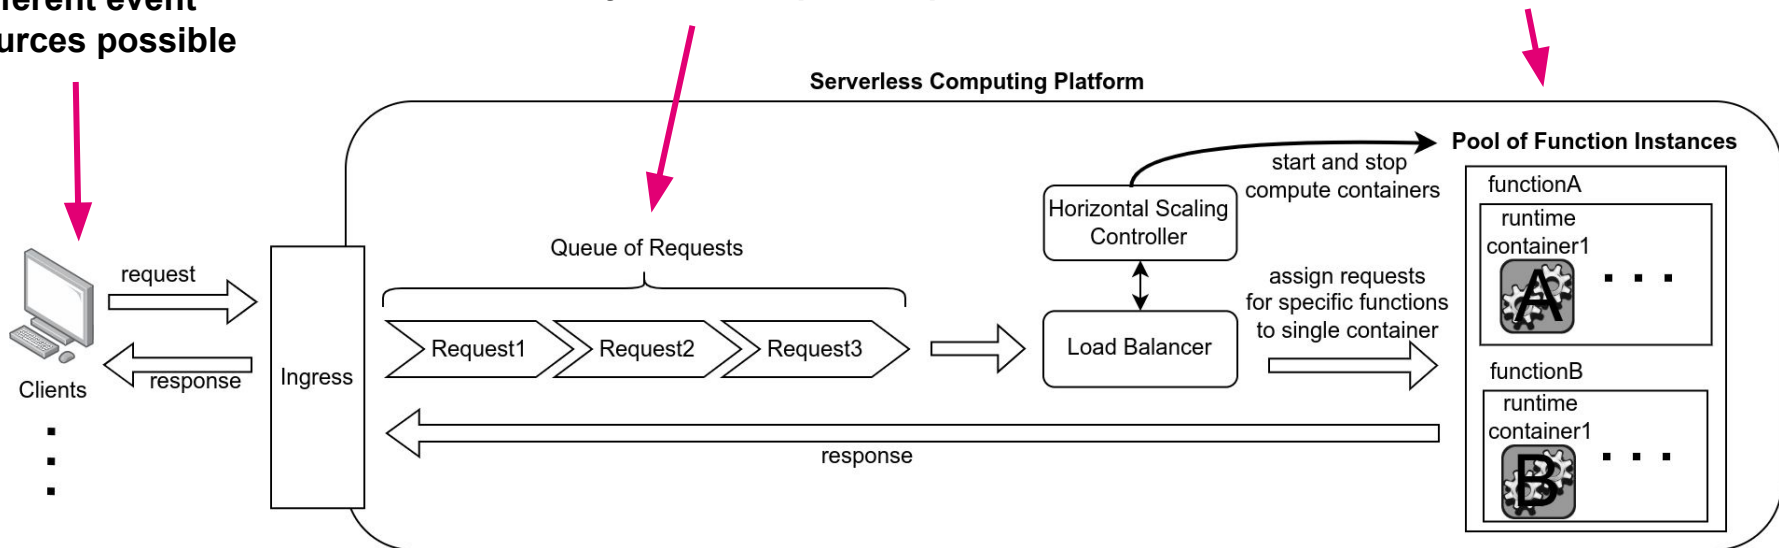 urces possible
Serverless Computing Platform
Pool of Function Instances
start and stop
compute containers
functionA
runtime
container1
A
Horizontal Scaling
Controller
Queue of Requests
request
assign requests
for specific functions
to single container
Request1
Request2
Request3
Load Balancer
response
Ingress
Clients
functionB
runtime
container1
B
response